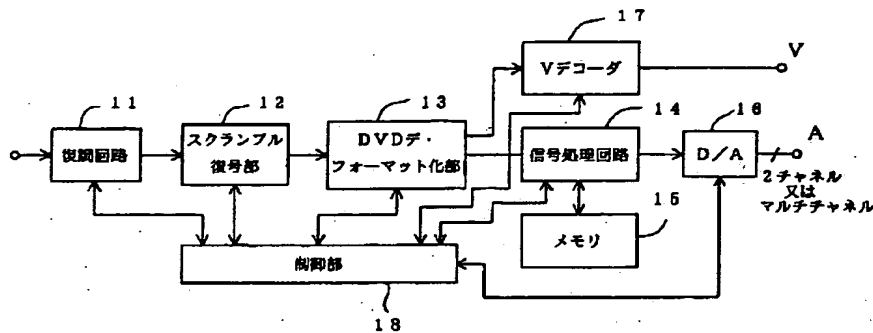 17
Vデコーダ
V
11
復調回路
12
スクランブル
復号部
13
DVDデ・
フォーマット化部
14
信号処理回路
16
D/A
A
2チャネル
又は
マルチチャネル
15
メモリ
制御部
18